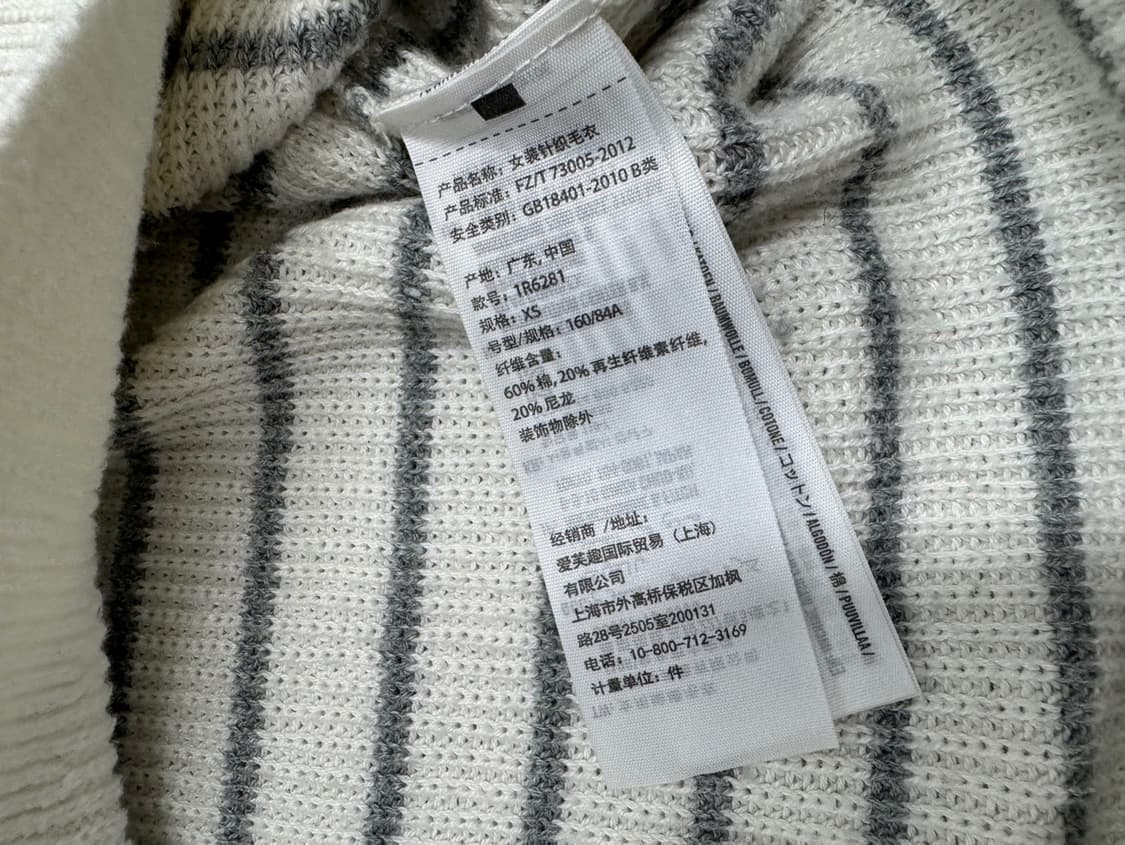 产品名称：女装针织毛衣
产品标准：FZ/T 73005-2012
安全类别：GB18401-2010 B类
产地：广东, 中国
款号：1R6281
规格：XS
号型/规格：160/84A
纤维含量：
60% 棉, 20% 再生纤维素纤维,
20% 尼龙
装饰物除外
经销商 /地址：
爱芙趣国际贸易（上海）
有限公司
上海市外高桥保税区加枫
路28号2505室200131
电话：10-800-712-3169
计量单位：件
/ BAUMWOLLE / BOMULL / COTONE / コットン / ALGODÓN / 棉 / PUUVILLAA /